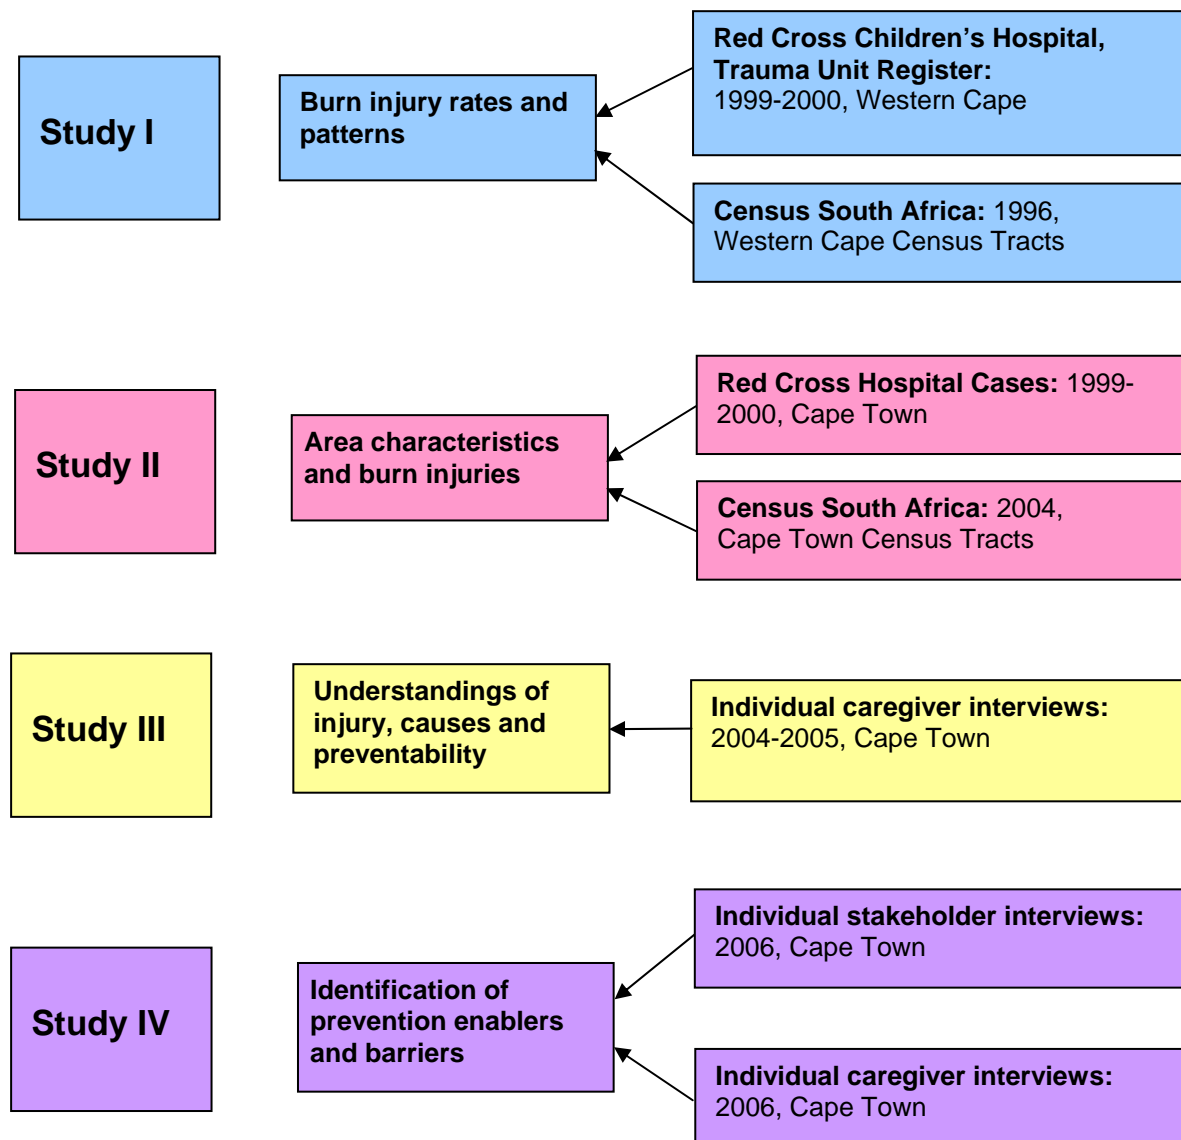 Study I
Burn injury rates and
patterns
Red Cross Children’s Hospital,
Trauma Unit Register:
1999-2000, Western Cape
Census South Africa: 1996,
Western Cape Census Tracts
Study II
Area characteristics
and burn injuries
Red Cross Hospital Cases: 1999-
2000, Cape Town
Census South Africa: 2004,
Cape Town Census Tracts
Study III
Understandings of
injury, causes and
preventability
Individual caregiver interviews:
2004-2005, Cape Town
Study IV
Identification of
prevention enablers
and barriers
Individual stakeholder interviews:
2006, Cape Town
Individual caregiver interviews:
2006, Cape Town